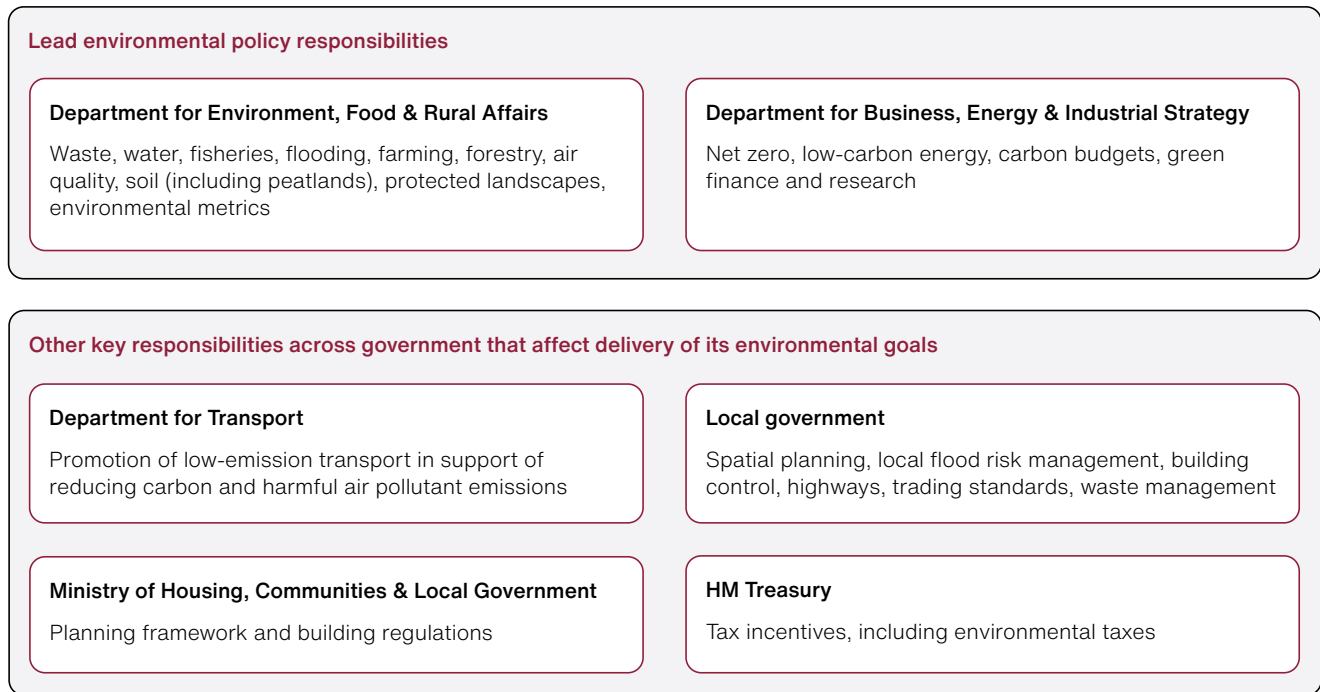 Lead environmental policy responsibilities
Department for Environment, Food & Rural Affairs
Waste, water, fisheries, flooding, farming, forestry, air
quality, soil (including peatlands), protected landscapes,
environmental metrics
Department for Business, Energy & Industrial Strategy
Net zero, low-carbon energy, carbon budgets, green
finance and research
Other key responsibilities across government that affect delivery of its environmental goals
Department for Transport
Promotion of low-emission transport in support of
reducing carbon and harmful air pollutant emissions
Local government
Spatial planning, local flood risk management, building
control, highways, trading standards, waste management
Ministry of Housing, Communities & Local Government
Planning framework and building regulations
HM Treasury
Tax incentives, including environmental taxes